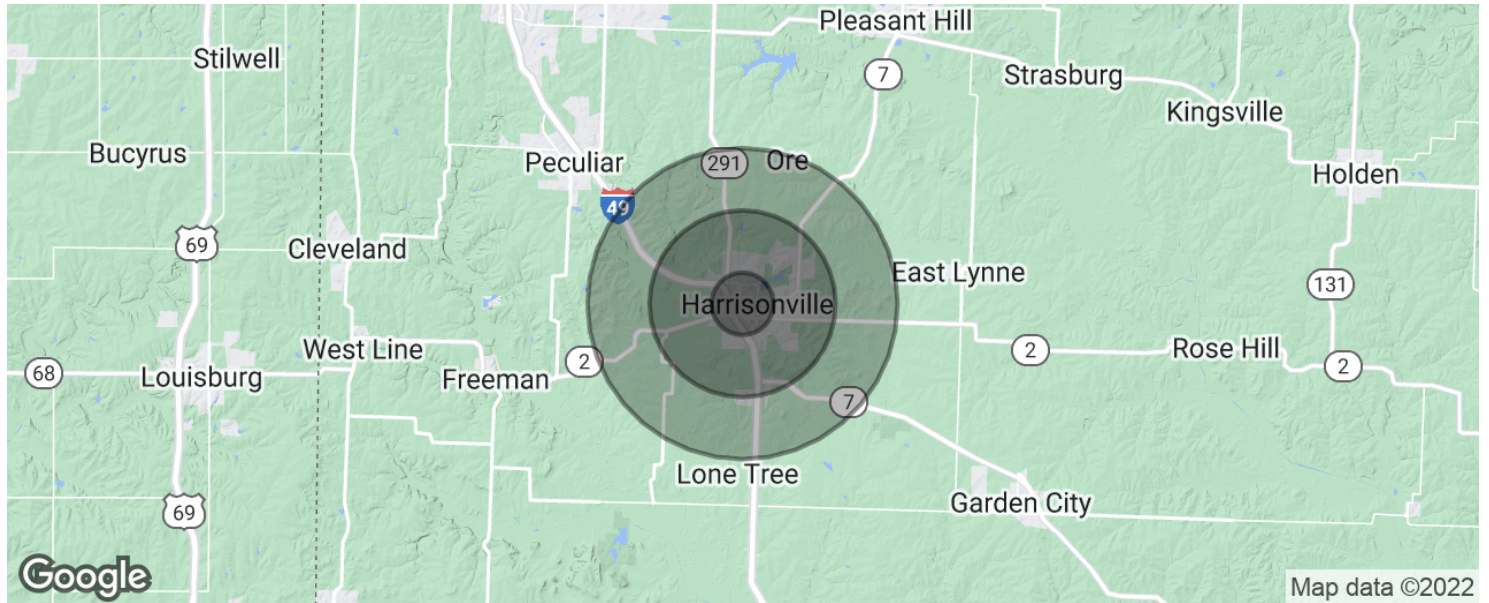 Pleasant Hill
Stilwell
7
Strasburg
Kingsville
Bucyrus
Peculiar
291
Ore
Holden
49
69
Cleveland
East Lynne
131
Harrisonville
West Line
2
2
Rose Hill
68
Louisburg
Freeman
2
7
Lone Tree
69
Garden City
Google
Map data ©2022